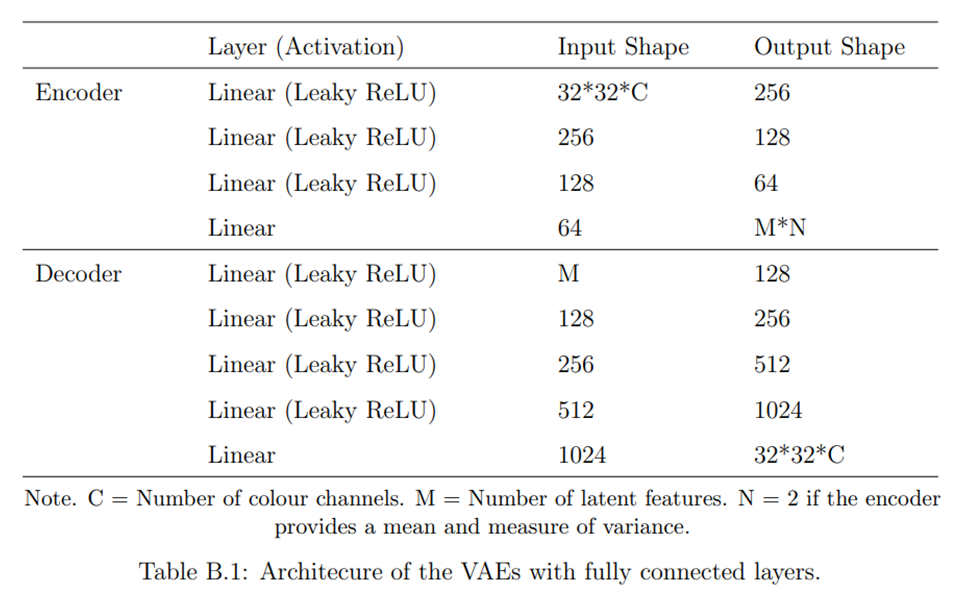 Layer (Activation) Input Shape Output Shape
Encoder Linear (Leaky ReLU) 32*32*C 256
Linear (Leaky ReLU) 256 128
Linear (Leaky ReLU) 128 64
Linear 64 M*N
Decoder Linear (Leaky ReLU) M 128
Linear (Leaky ReLU) 128 256
Linear (Leaky ReLU) 256 512
Linear (Leaky ReLU) 512 1024
Linear 1024 32*32*C
Note. C = Number of colour channels. M = Number of latent features. N = 2 if the encoder
provides a mean and measure of variance.
Table B.1: Architecure of the VAEs with fully connected layers.